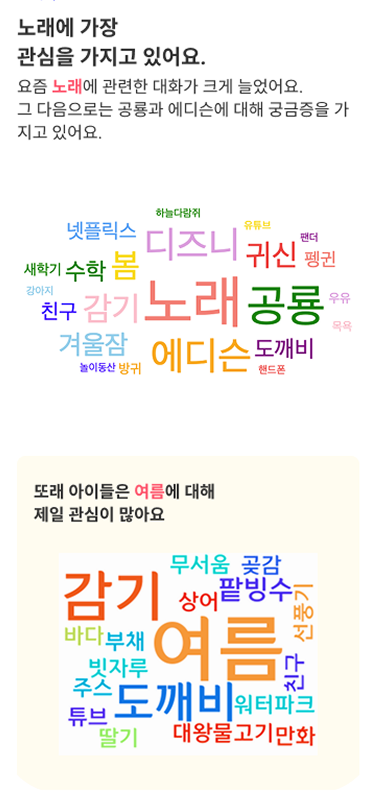 노래에 가장
관심을 가지고 있어요.
요즘 노래에 관련한 대화가 크게 늘었어요.
그 다음으로는 공룡과 에디슨에 대해 궁금증을 가
지고 있어요.
하늘다람쥐
넷플릭스 디즈니 유튜브
팬더
새학기 수학 봄 귀신 펭귄
강아지
친구 감기 노래 공룡 우유
목욕
겨울잠 에디슨 도깨비
놀이동산 방귀 핸드폰
또래 아이들은 여름에 대해
제일 관심이 많아요
무서움 곶감
감기 상어 팥빙수
선풍기
바다 부채 여름
빗자루 친구
주스 도깨비 워터파크
튜브
딸기 대왕물고기 만화